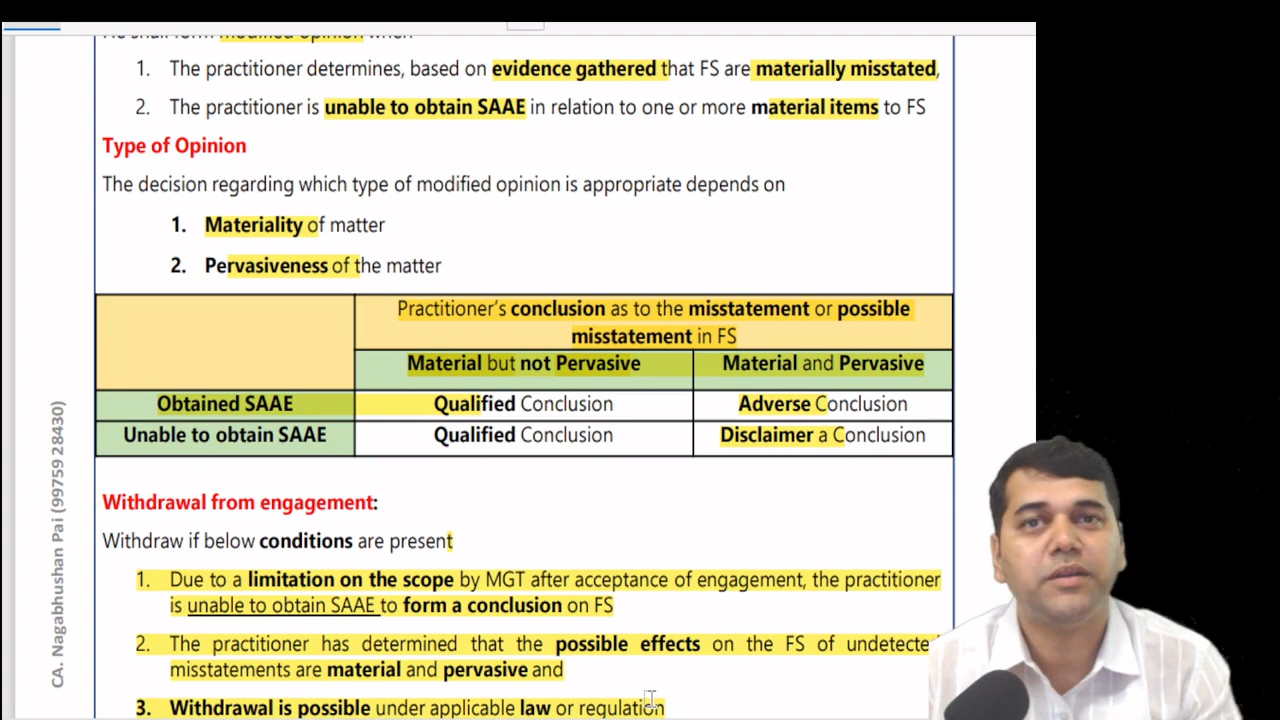 1. The practitioner determines, based on evidence gathered that FS are materially misstated,
2. The practitioner is unable to obtain SAAE in relation to one or more material items to FS
Type of Opinion
The decision regarding which type of modified opinion is appropriate depends on
1. Materiality of matter
2. Pervasiveness of the matter
Practitioner's conclusion as to the misstatement or possible
misstatement in FS
Material but not Pervasive Material and Pervasive
Obtained SAAE Qualified Conclusion Adverse Conclusion
Unable to obtain SAAE Qualified Conclusion Disclaimer a Conclusion
Withdrawal from engagement:
Withdraw if below conditions are present
1. Due to a limitation on the scope by MGT after acceptance of engagement, the practitioner
is unable to obtain SAAE to form a conclusion on FS
2. The practitioner has determined that the possible effects on the FS of undetected
misstatements are material and pervasive and
3. Withdrawal is possible under applicable law or regulation
CA. Nagabhushan Pai (99759 28430)